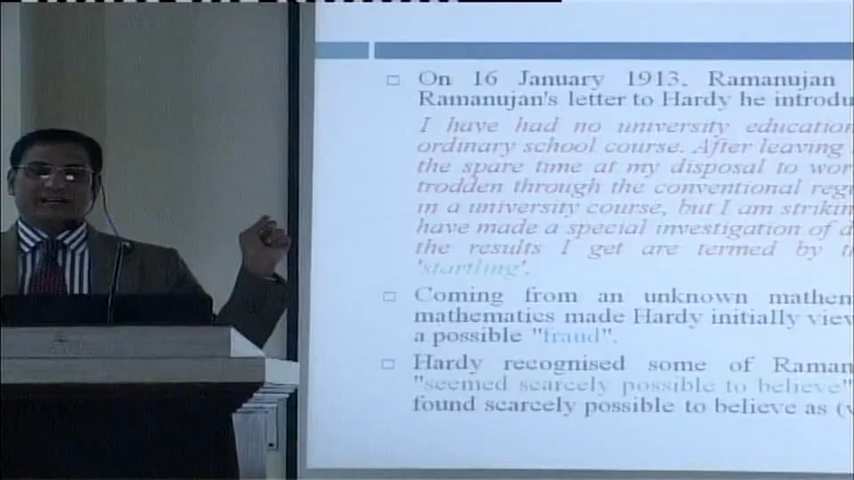 On 16 January 1913, Ramanujan
Ramanujan's letter to Hardy he introdu
I have had no university education
ordinary school course. After leaving
the spare time at my disposal to wor
trodden through the conventional reg
in a university course, but I am strikin
have made a special investigation of d
the results I get are termed by t
'startling'.
Coming from an unknown mathem
mathematics made Hardy initially view
a possible "fraud".
Hardy recognised some of Raman
"seemed scarcely possible to believe"
found scarcely possible to believe as (v